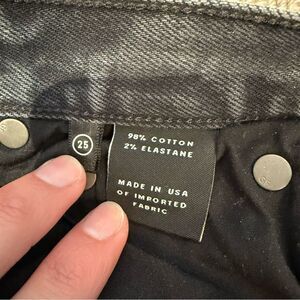 25
98% COTTON
2% ELASTANE
MADE IN USA
OF IMPORTED
FABRIC